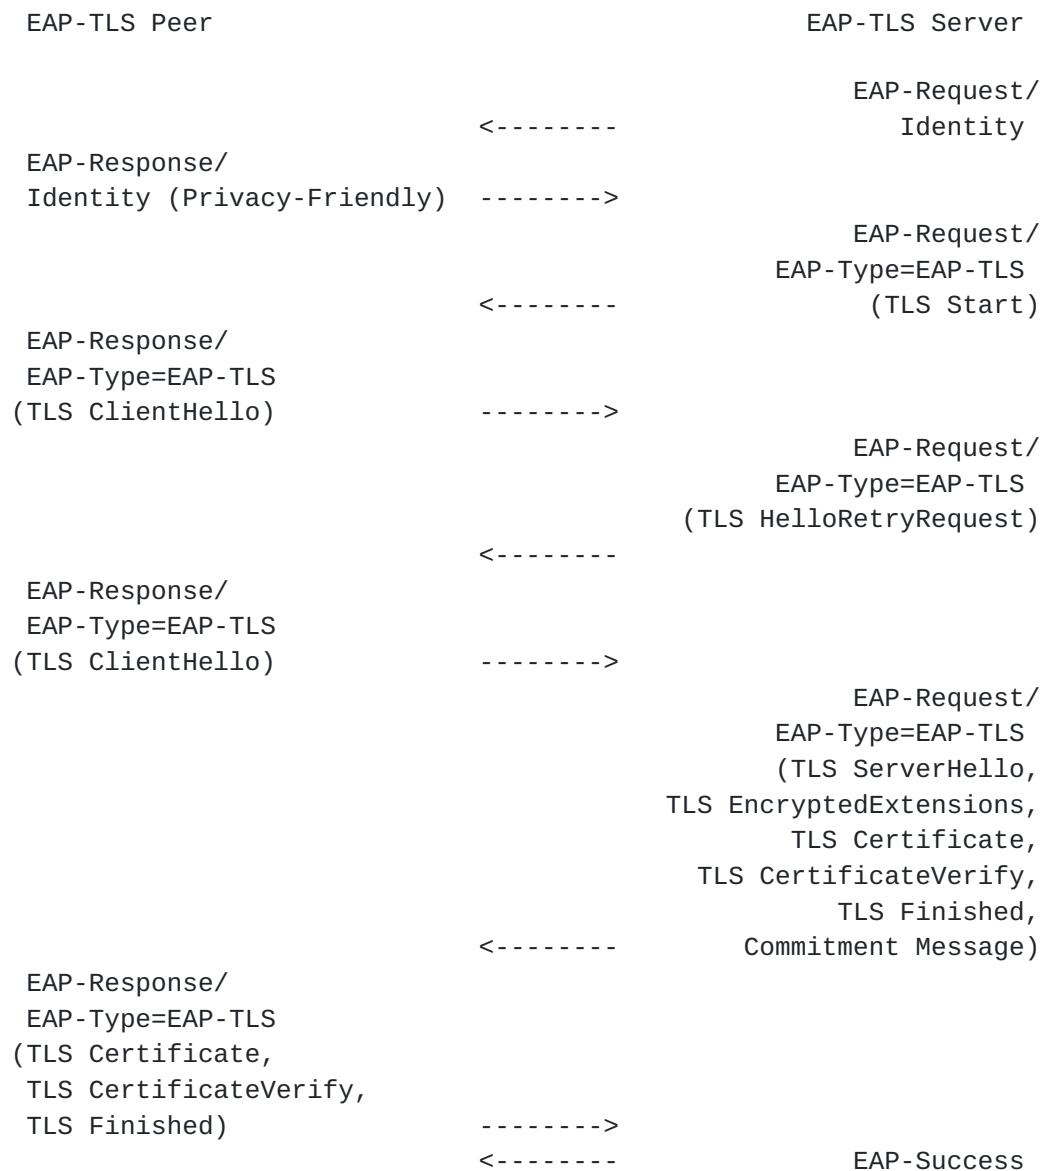 EAP-TLS Peer                                      EAP-TLS Server

                                                     EAP-Request/
                             <--------                  Identity
EAP-Response/
Identity (Privacy-Friendly)  -------->
                                                     EAP-Request/
                                                EAP-Type=EAP-TLS
                             <--------                (TLS Start)
EAP-Response/
EAP-Type=EAP-TLS
(TLS ClientHello)             -------->
                                                     EAP-Request/
                                                EAP-Type=EAP-TLS
                                          (TLS HelloRetryRequest)
                             <--------
EAP-Response/
EAP-Type=EAP-TLS
(TLS ClientHello)             -------->
                                                     EAP-Request/
                                                EAP-Type=EAP-TLS
                                                (TLS ServerHello,
                                         TLS EncryptedExtensions,
                                                 TLS Certificate,
                                           TLS CertificateVerify,
                                                    TLS Finished,
                             <--------        Commitment Message)
EAP-Response/
EAP-Type=EAP-TLS
(TLS Certificate,
TLS CertificateVerify,
TLS Finished)                -------->
                             <--------               EAP-Success